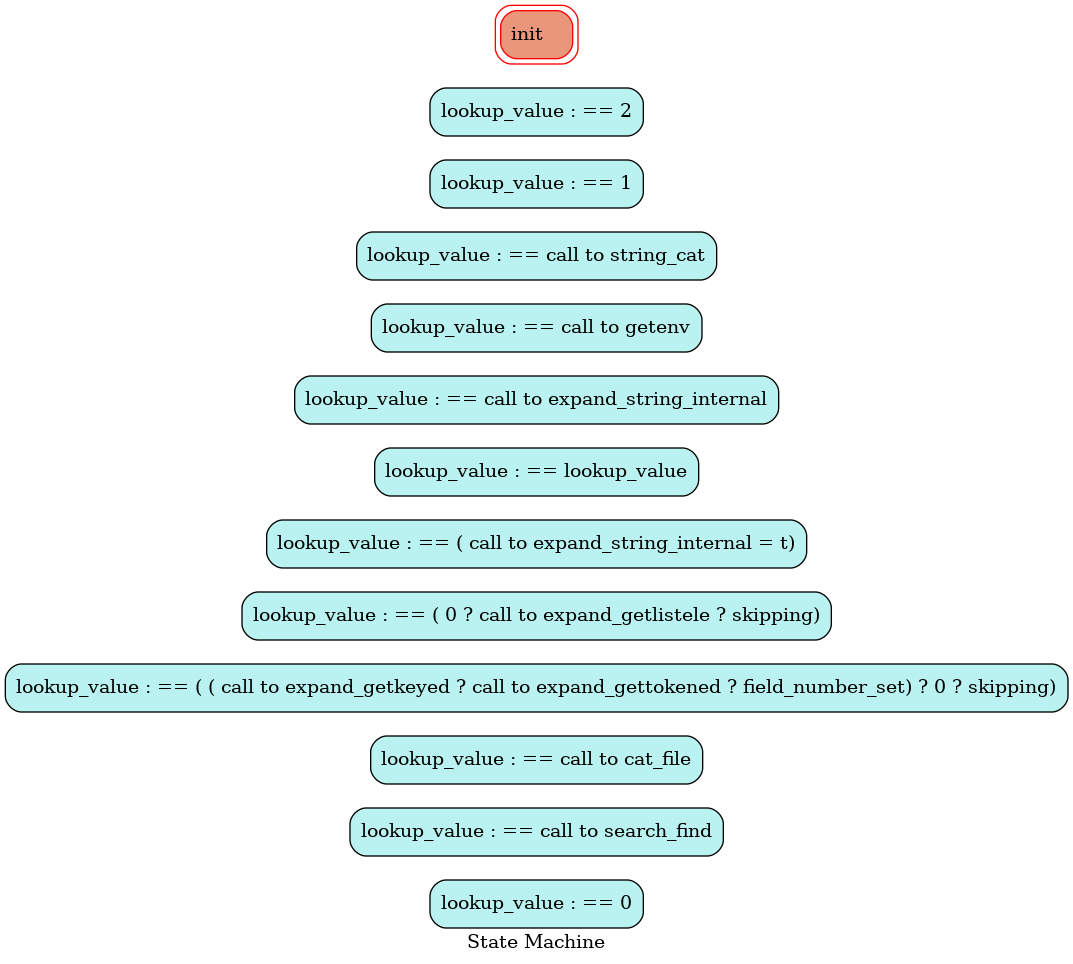 init
lookup_value : == 2
lookup_value : == 1
lookup_value : == call to string_cat
lookup_value : == call to getenv
lookup_value : == call to expand_string_internal
lookup_value : == lookup_value
lookup_value : == ( call to expand_string_internal = t)
lookup_value : == ( 0 ? call to expand_getlistele ? skipping)
lookup_value : == ( ( call to expand_getkeyed ? call to expand_gettokened ? field_number_set) ? 0 ? skipping)
lookup_value : == call to cat_file
lookup_value : == call to search_find
lookup_value : == 0
State Machine